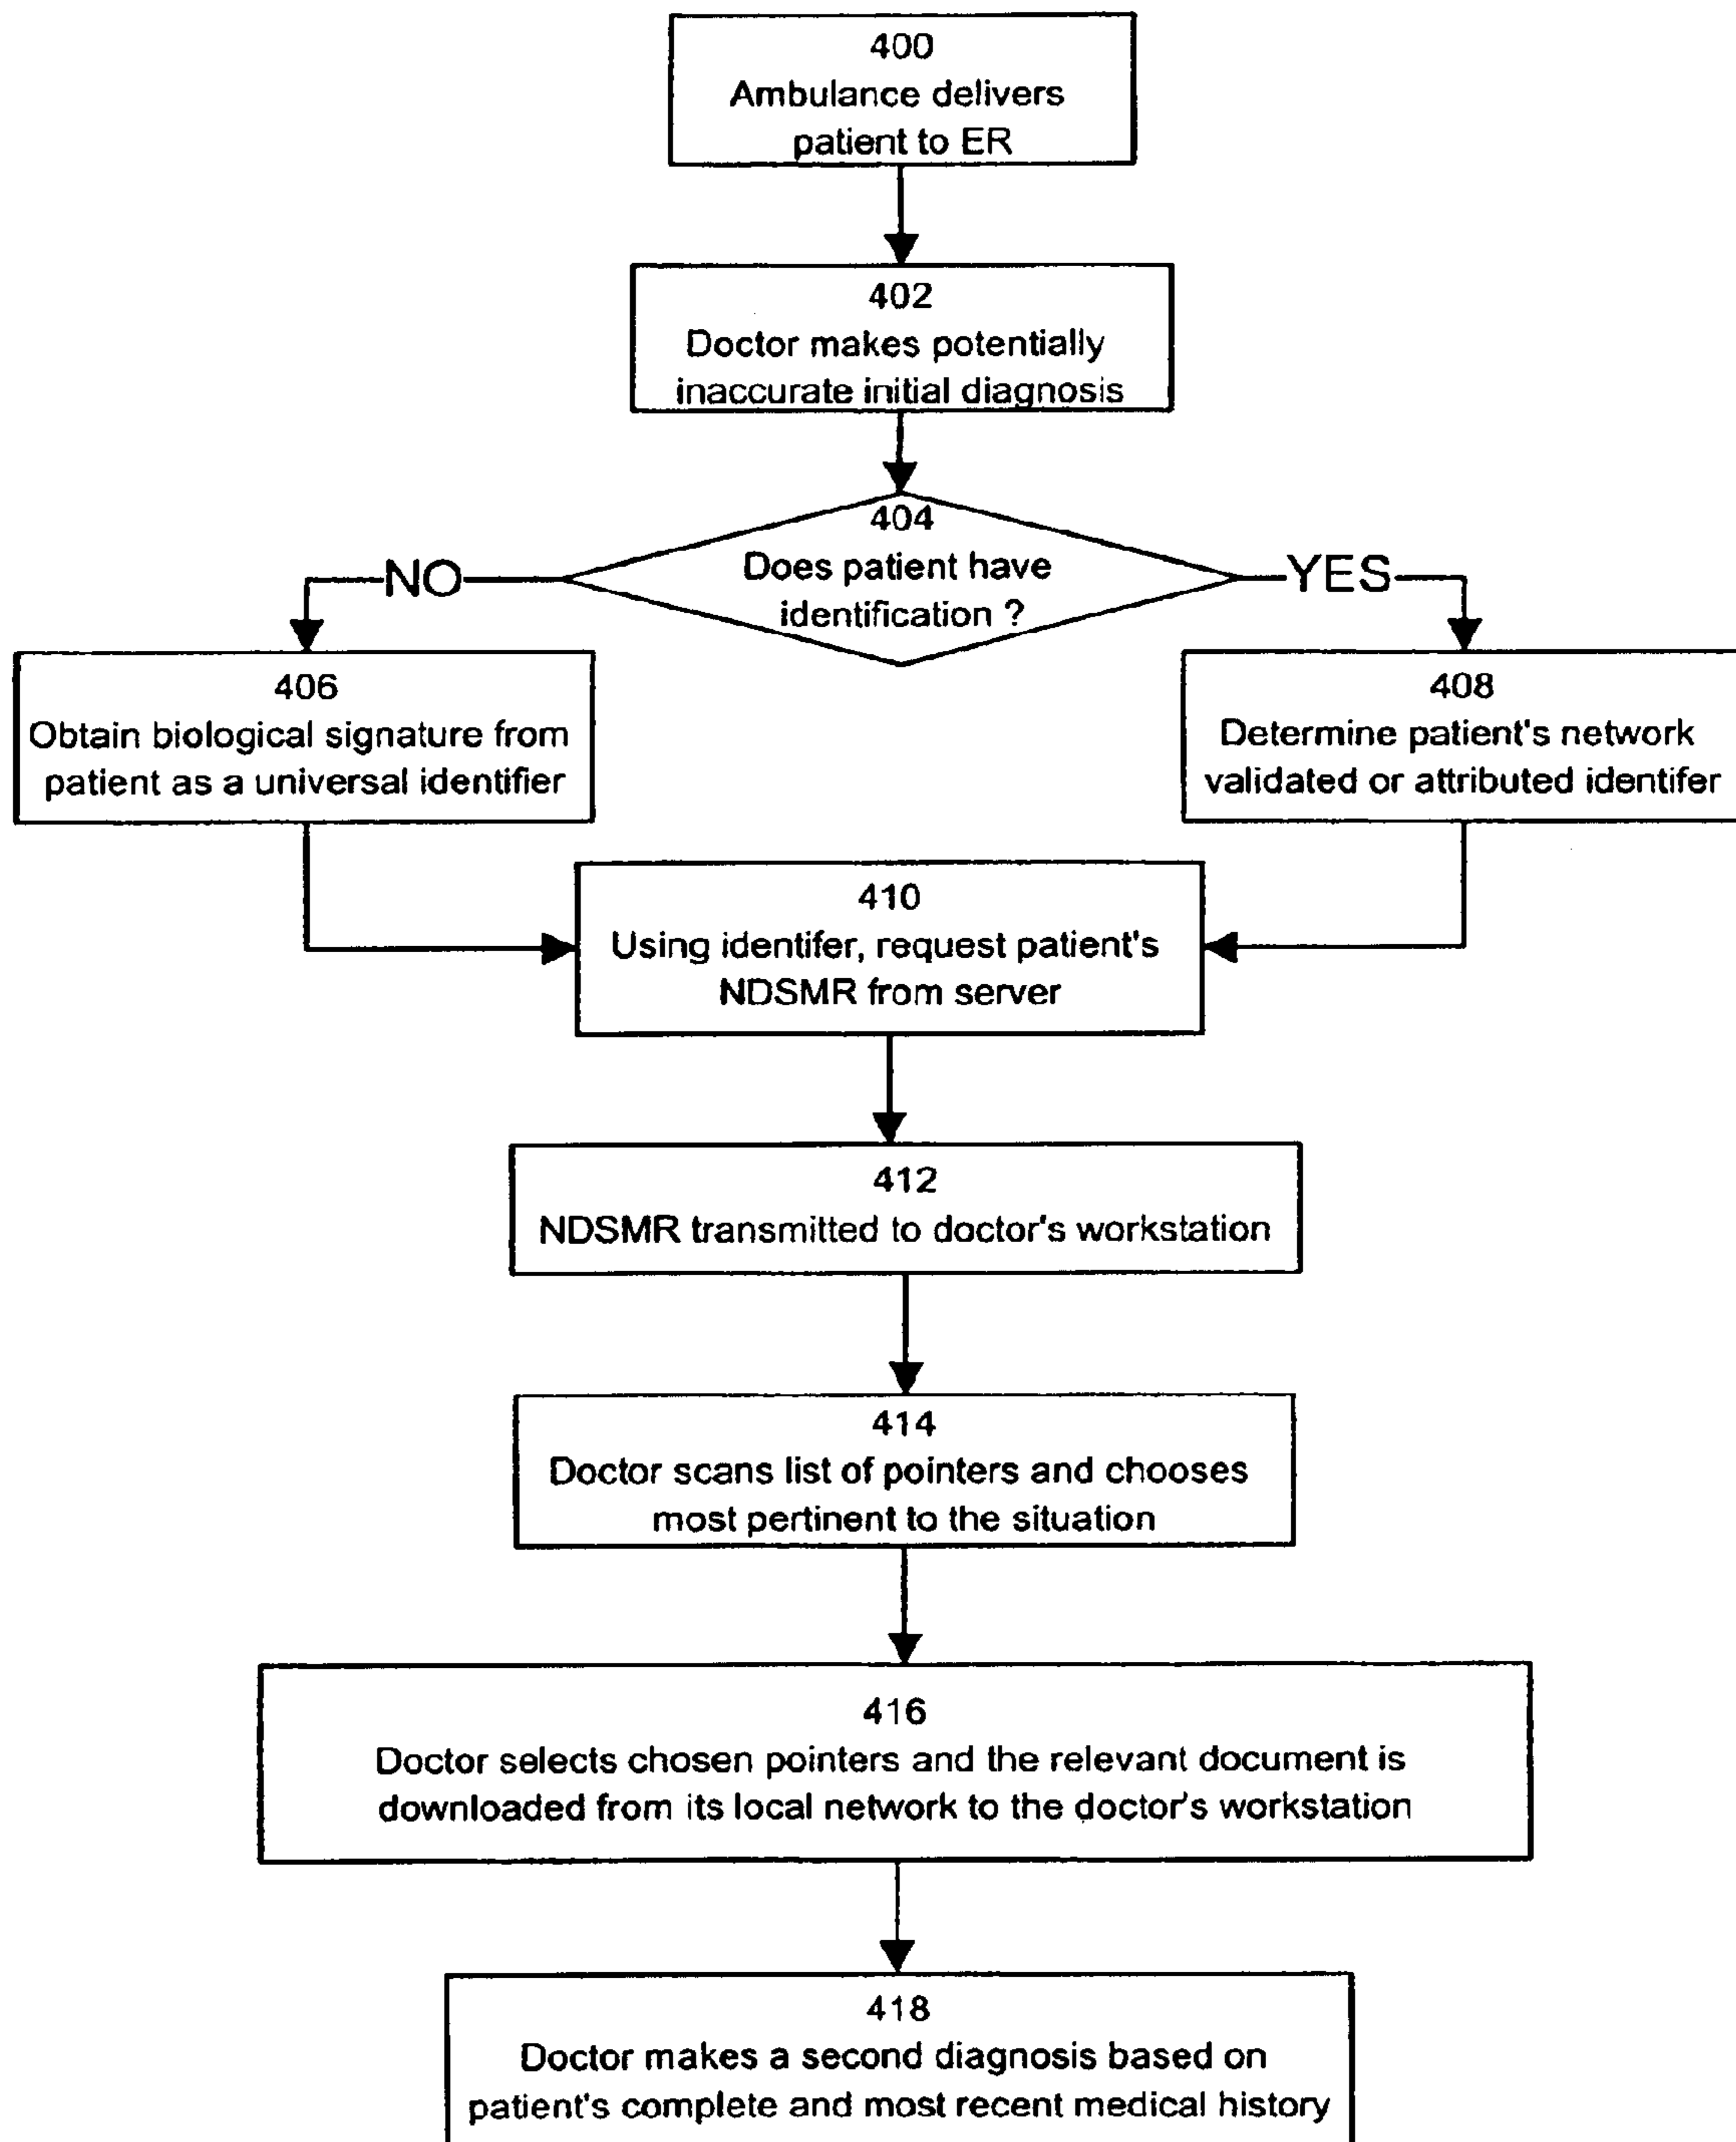 400
Ambulance delivers
patient to ER
402
Doctor makes potentially
inaccurate initial diagnosis
404
Does patient have
identification ?
NO
YES
406
Obtain biological signature from
patient as a universal identifier
408
Determine patient's network
validated or attributed identifer
410
Using identifer, request patient's
NDSMR from server
412
NDSMR transmitted to doctor's workstation
414
Doctor scans list of pointers and chooses
most pertinent to the situation
416
Doctor selects chosen pointers and the relevant document is
downloaded from its local network to the doctor's workstation
418
Doctor makes a second diagnosis based on
patient's complete and most recent medical history